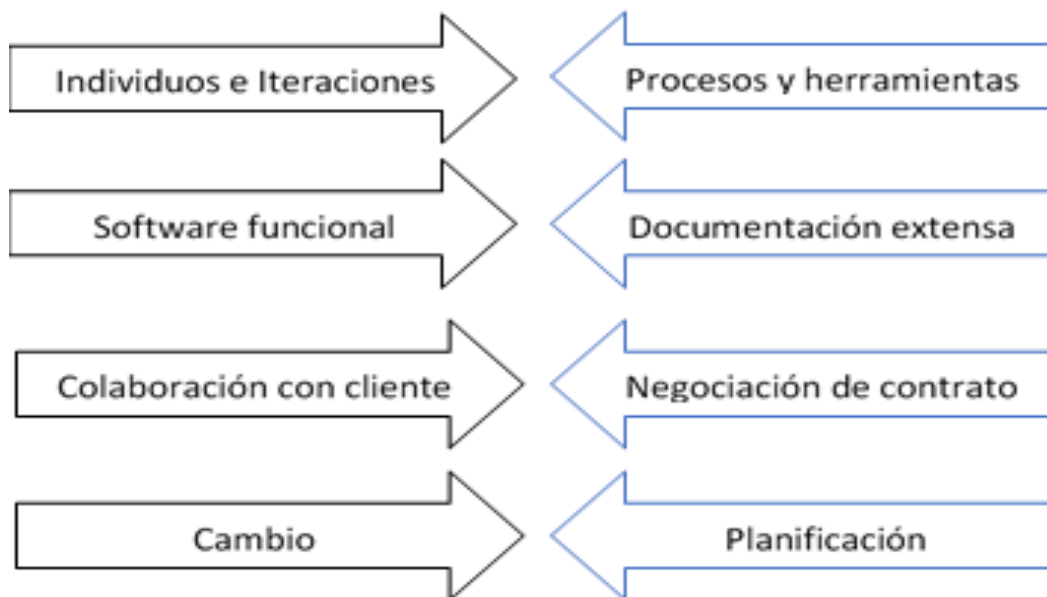 Individuos e Iteraciones
Procesos y herramientas
Software funcional
Documentación extensa
Colaboración con cliente
Negociación de contrato
Cambio
Planificación